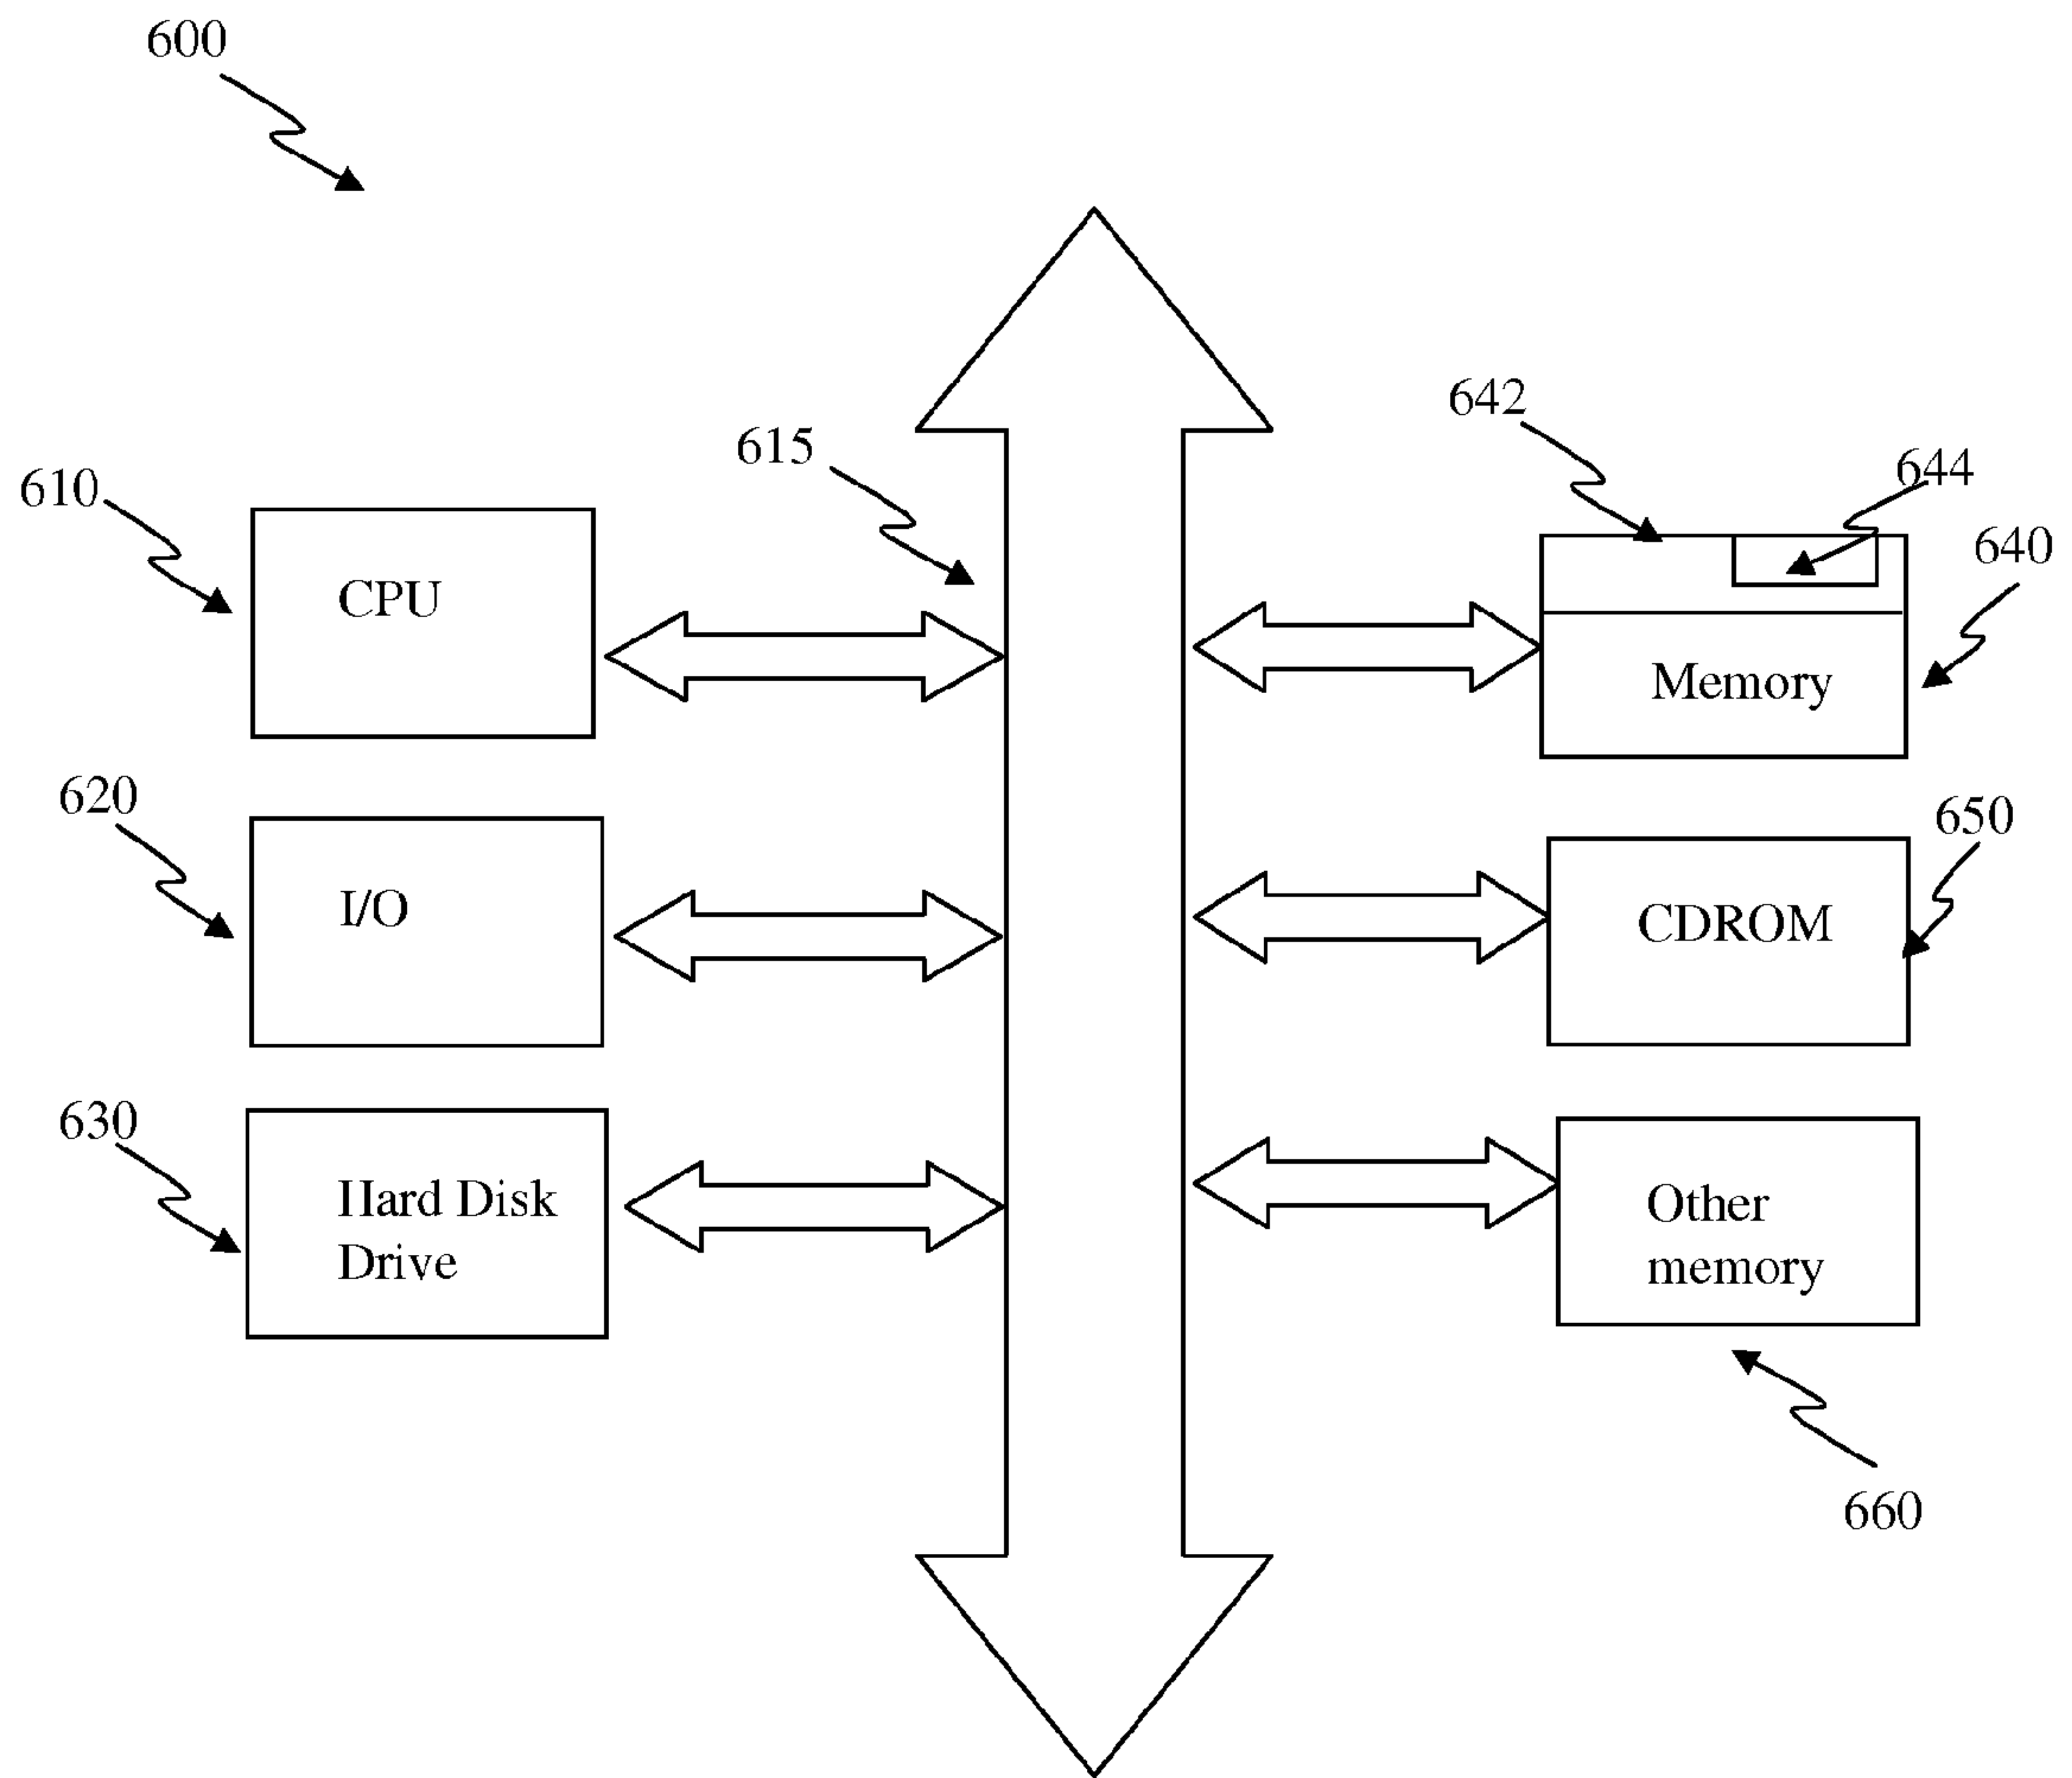 600
642
615
644
610
640
CPU
Memory
620
650
I/O
CDROM
630
Hard Disk
Drive
Other
memory
660